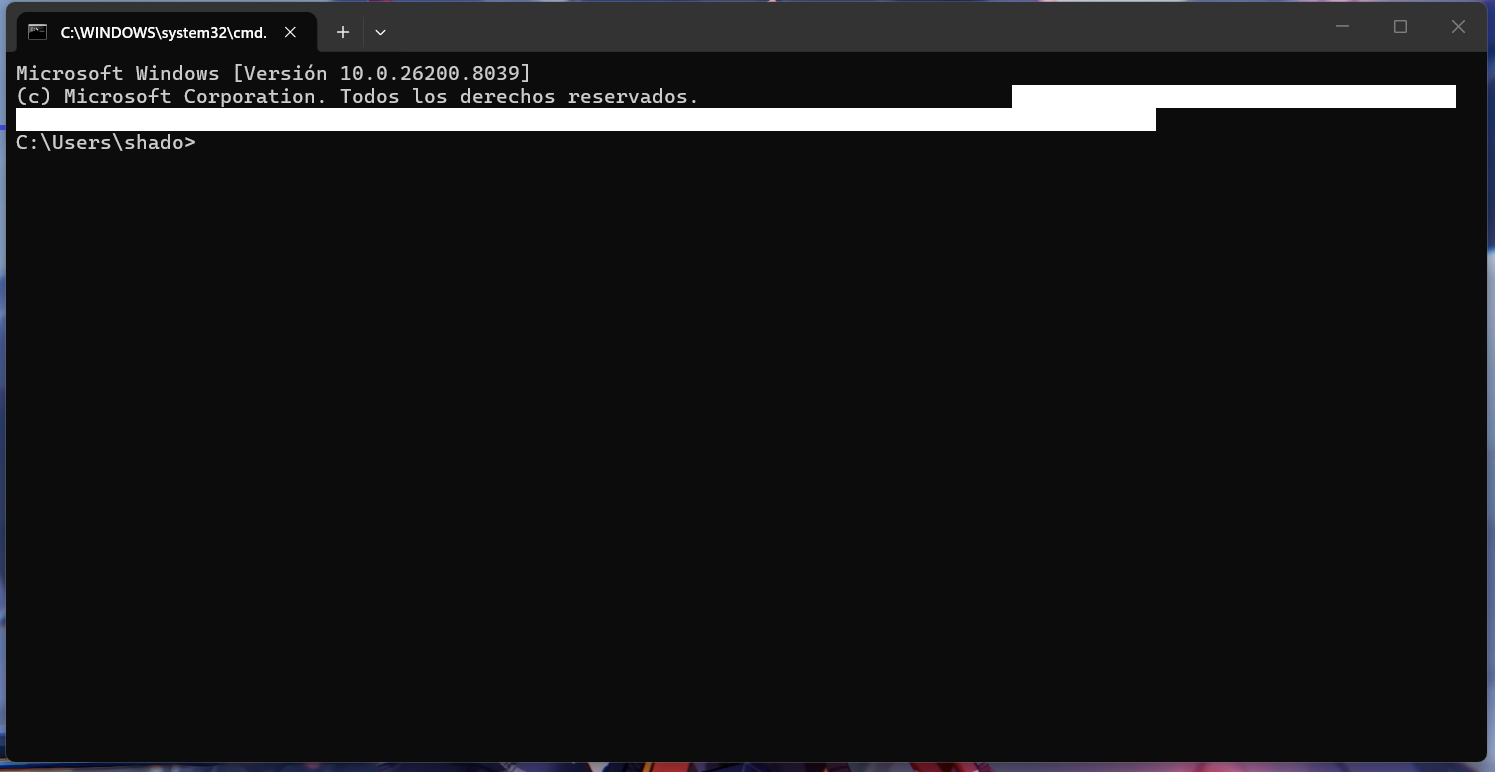 C:\WINDOWS\system32\cmd.
Microsoft Windows [Versión 10.0.26200.8039]
(c) Microsoft Corporation. Todos los derechos reservados.
C:\Users\shado>